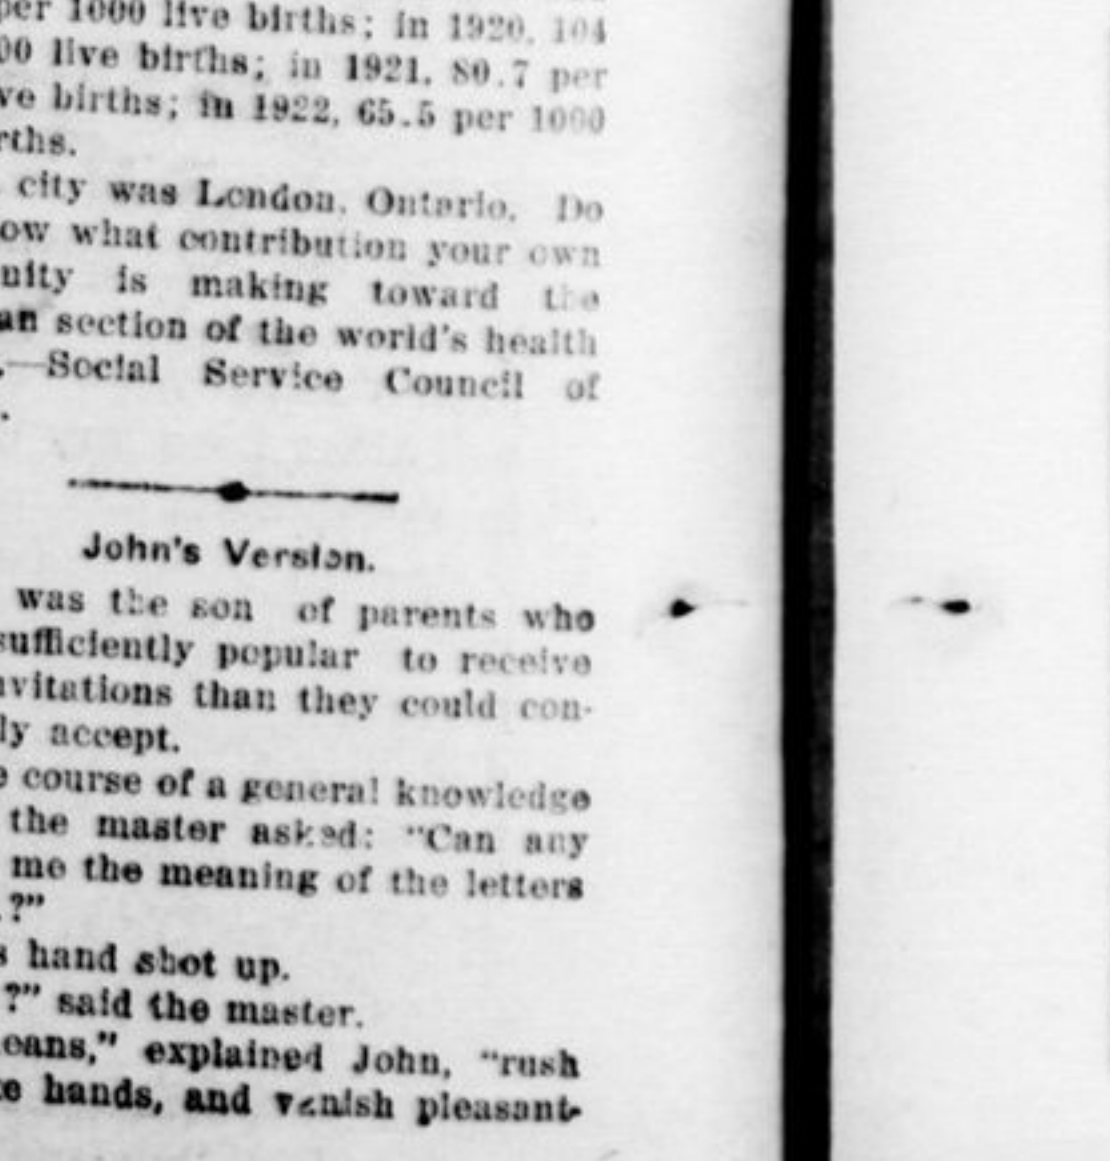 per 1000 live births; in 1920, 104
00 live births; in 1921, 80.7 per
ve births; in 1922, 65.5 per 1000
rths.
city was London, Ontario. Do
ow what contribution your own
nity is making toward the
an section of the world's health
.—Social Service Council of
.
John's Version.
was the son of parents who
sufficiently popular to receive
nvitations than they could con-
ly accept.
e course of a general knowledge
the master asked: "Can any
me the meaning of the letters
.?"
s hand shot up.
?" said the master.
eans," explained John, "rush
ke hands, and vanish pleasant-